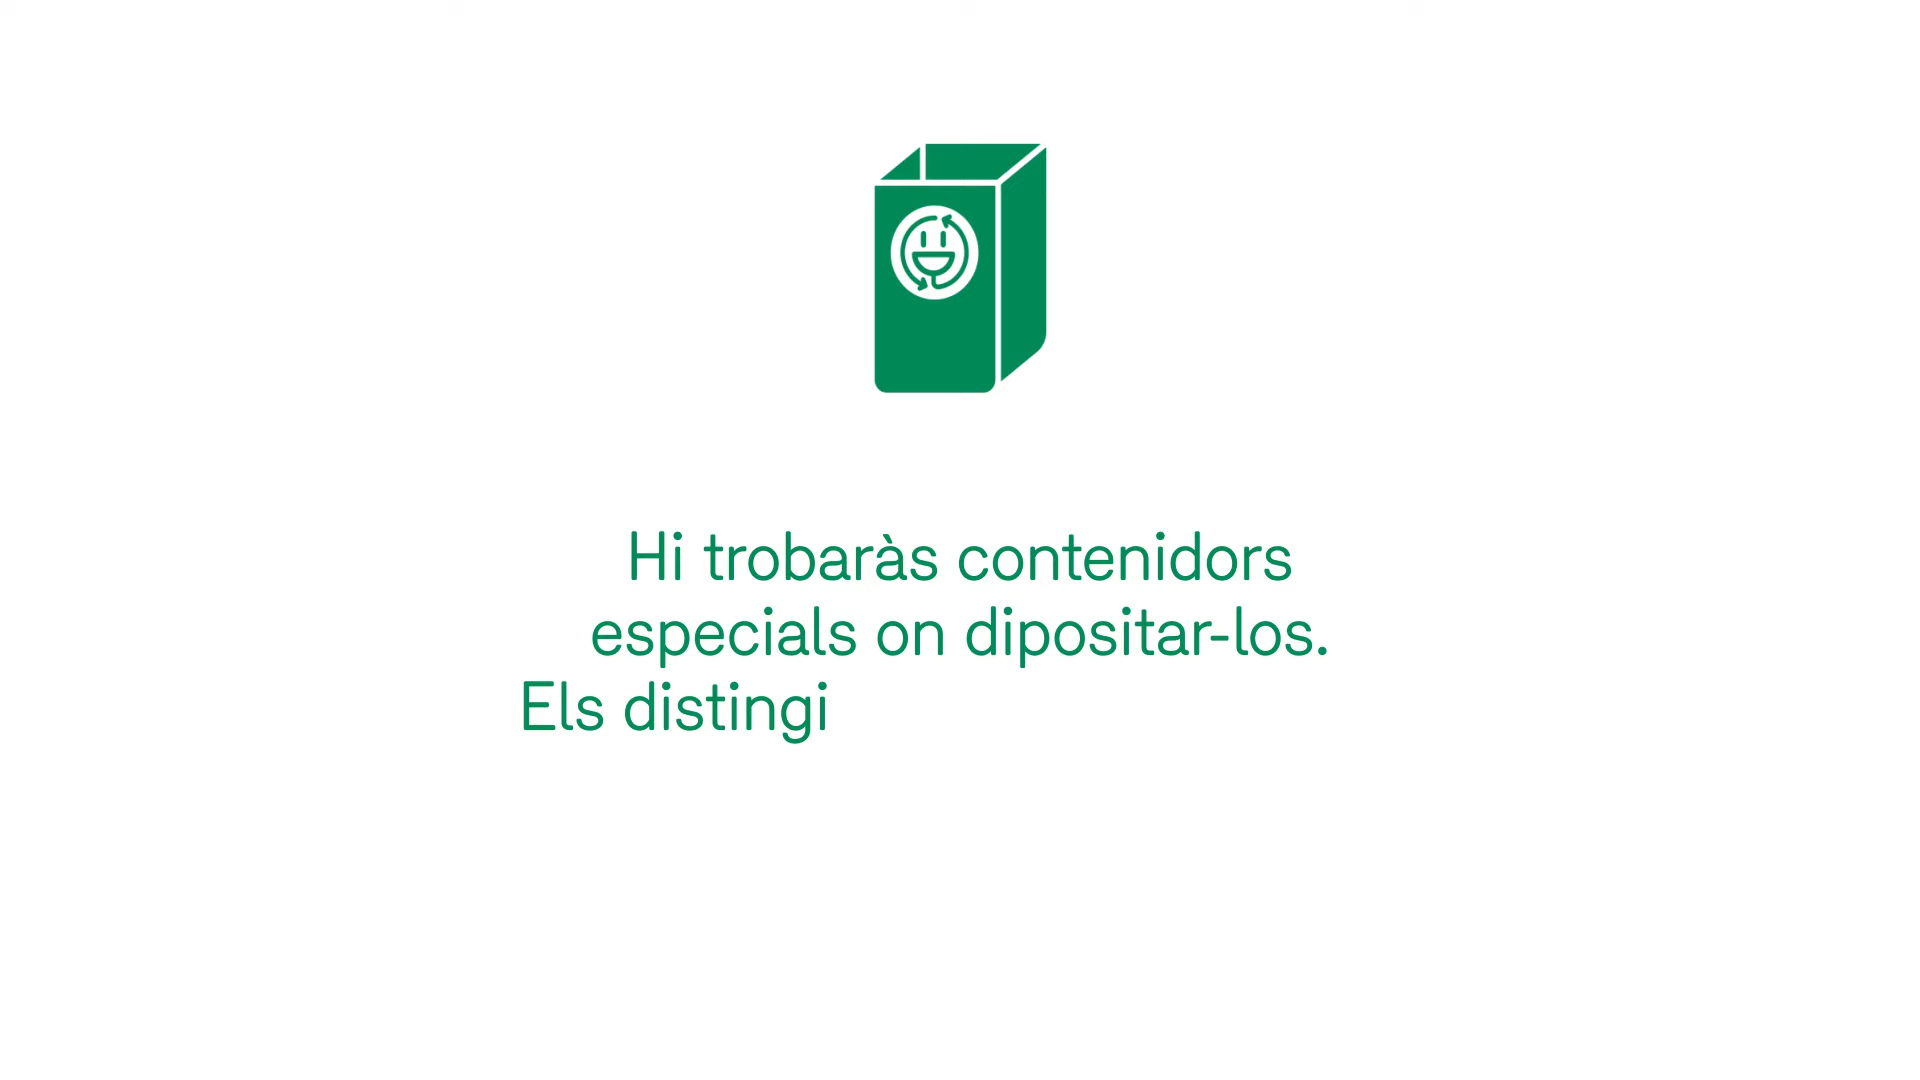 Hi trobaràs contenidors
especials on dipositar-los.
Els distingi